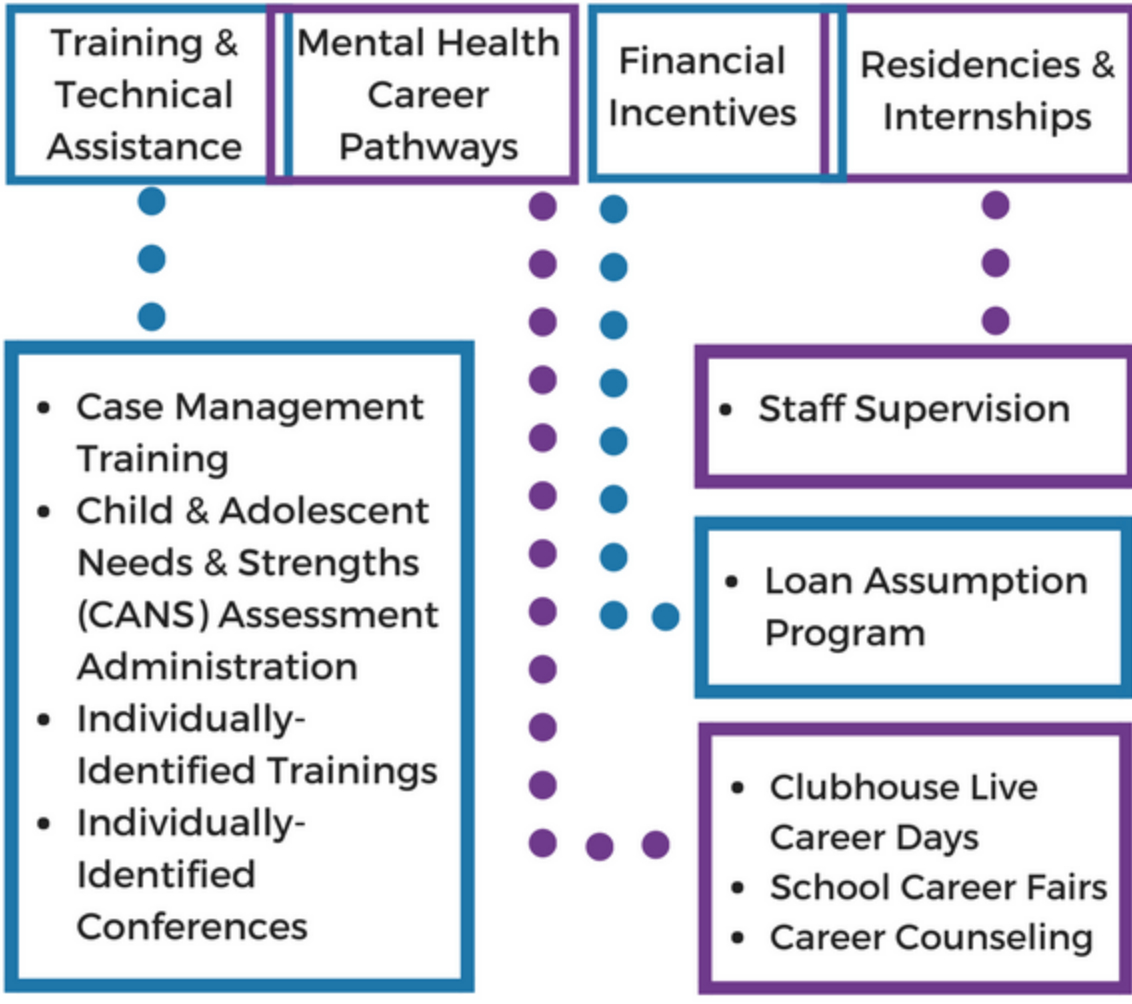 Training &
Technical
Assistance
Mental Health
Career
Pathways
Financial
Incentives
Residencies &
Internships
• Case Management
Training
• Child & Adolescent
Needs & Strengths
(CANS) Assessment
Administration
• Individually-
Identified Trainings
• Individually-
Identified
Conferences
• Staff Supervision
• Loan Assumption
Program
• Clubhouse Live
Career Days
• School Career Fairs
• Career Counseling